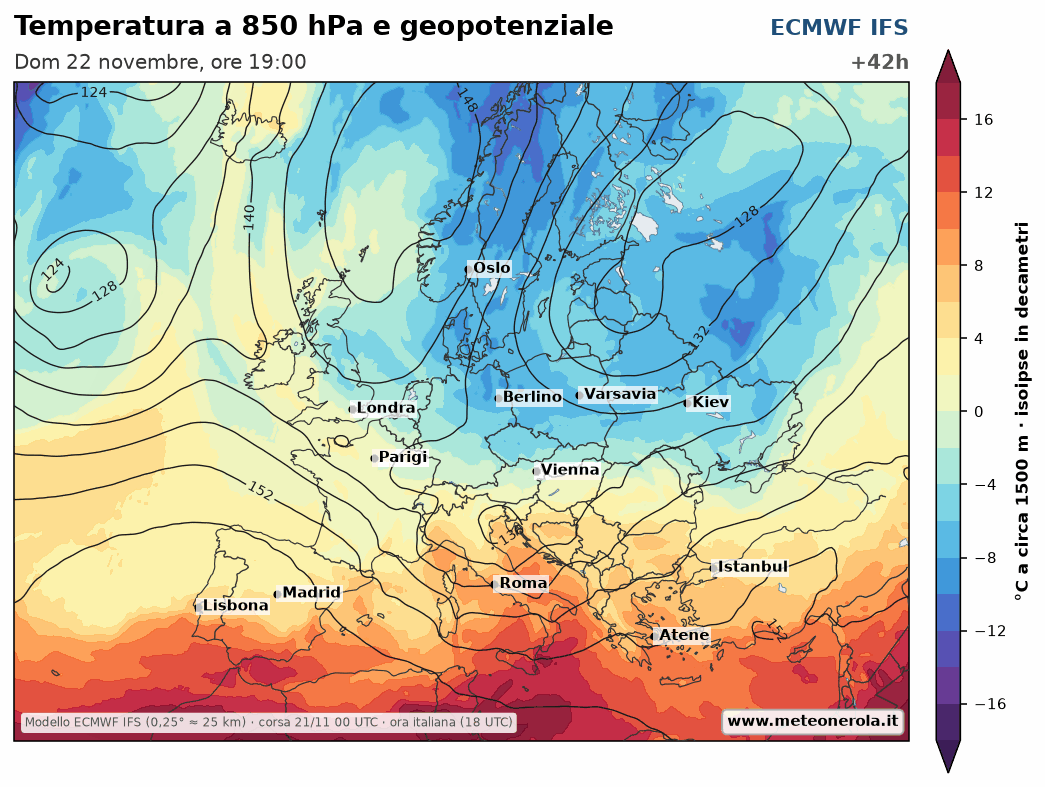 Temperatura a 850 hPa e geopotenziale
ECMWF IFS
Dom 22 novembre, ore 19:00
+42h
124
148
140
128
124
128
132
Oslo
Berlino
Varsavia
Kiev
Londra
Parigi
Vienna
152
136
Istanbul
Roma
Madrid
Lisbona
Atene
152
Modello ECMWF IFS (0,25° ≈ 25 km) · corsa 21/11 00 UTC · ora italiana (18 UTC)
www.meteonerola.it
16
12
8
4
0
−4
−8
−12
−16
°C a circa 1500 m · isoipse in decametri